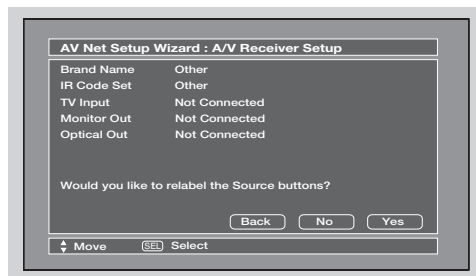 AV Net Setup Wizard : A/V Receiver Setup
Brand Name Other
IR Code Set Other
TV Input Not Connected
Monitor Out Not Connected
Optical Out Not Connected
Would you like to relabel the Source buttons?
Back No Yes
Move SEL Select